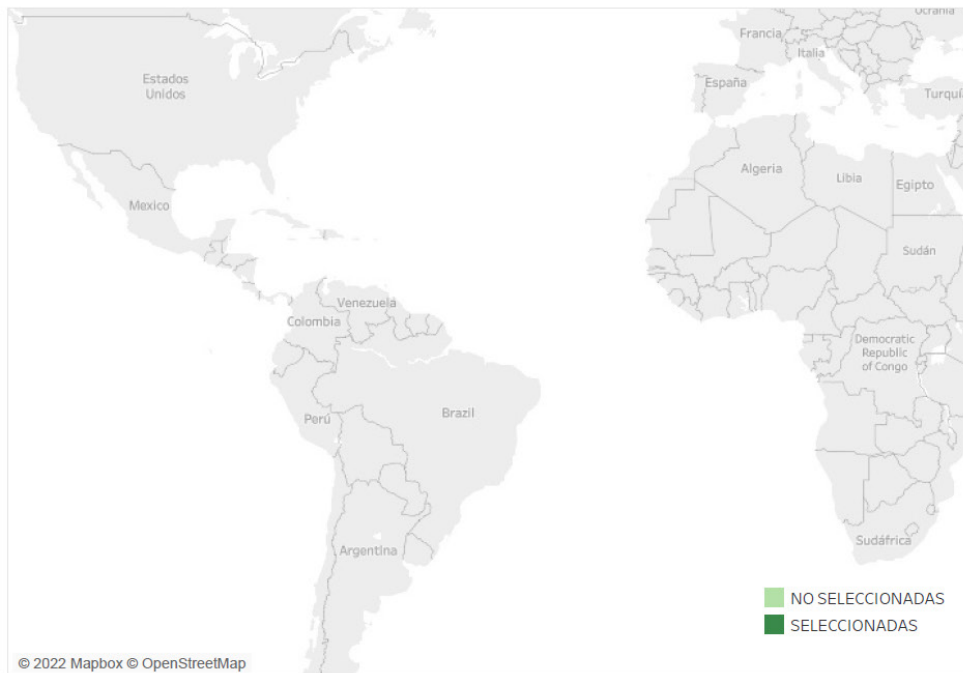 Ucrania
Francia
Italia
España
Turquí
Estados
Unidos
Algeria
Libia
Egipto
Mexico
Sudán
Venezuela
Colombia
Democratic
Republic
of Congo
Brazil
Perú
Argentina
Sudáfrica
NO SELECCIONADAS
SELECCIONADAS
© 2022 Mapbox © OpenStreetMap